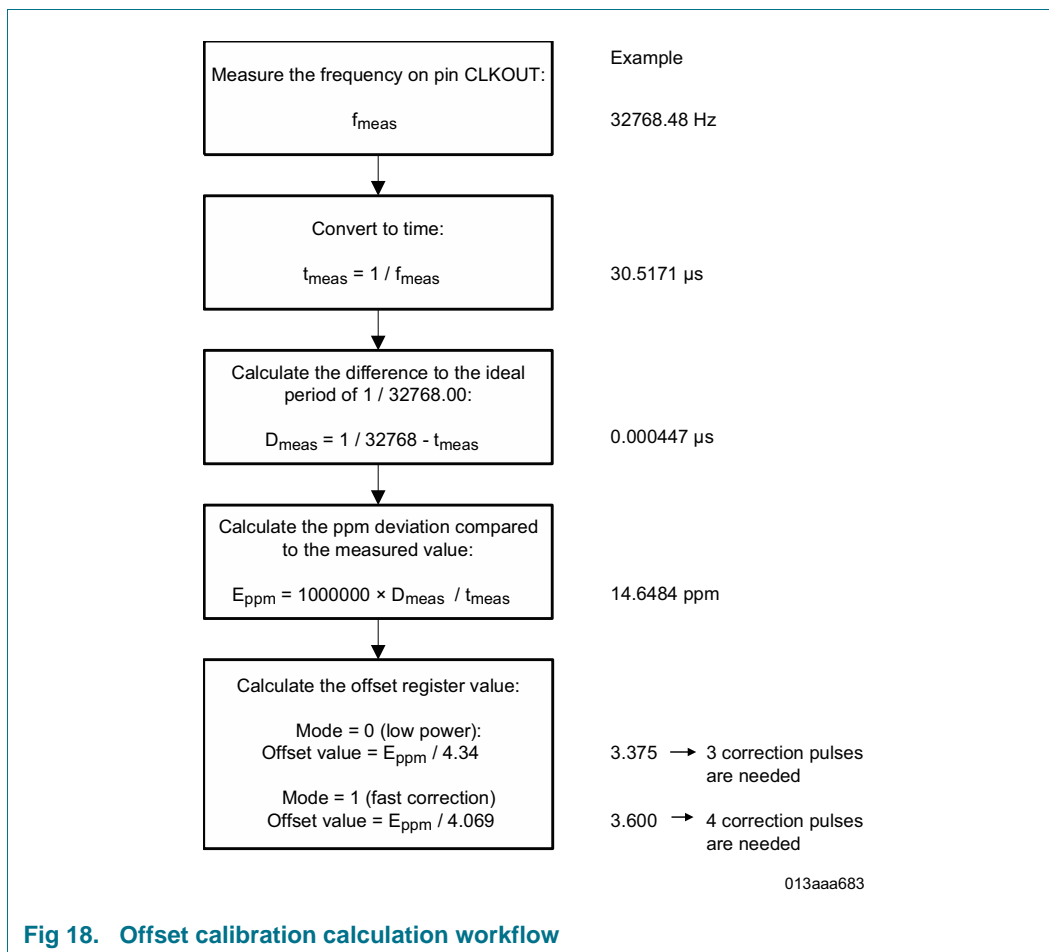 Measure the frequency on pin CLKOUT:
fmeas
Example
32768.48 Hz
Convert to time:
tmeas = 1 / fmeas
30.5171 µs
Calculate the difference to the ideal
period of 1 / 32768.00:
Dmeas = 1 / 32768 - tmeas
0.000447 µs
Calculate the ppm deviation compared
to the measured value:
Eppm = 1000000 × Dmeas / tmeas
14.6484 ppm
Calculate the offset register value:
Mode = 0 (low power):
Offset value = Eppm / 4.34
3.375 → 3 correction pulses
are needed
Mode = 1 (fast correction)
Offset value = Eppm / 4.069
3.600 → 4 correction pulses
are needed
013aaa683
Fig 18. Offset calibration calculation workflow